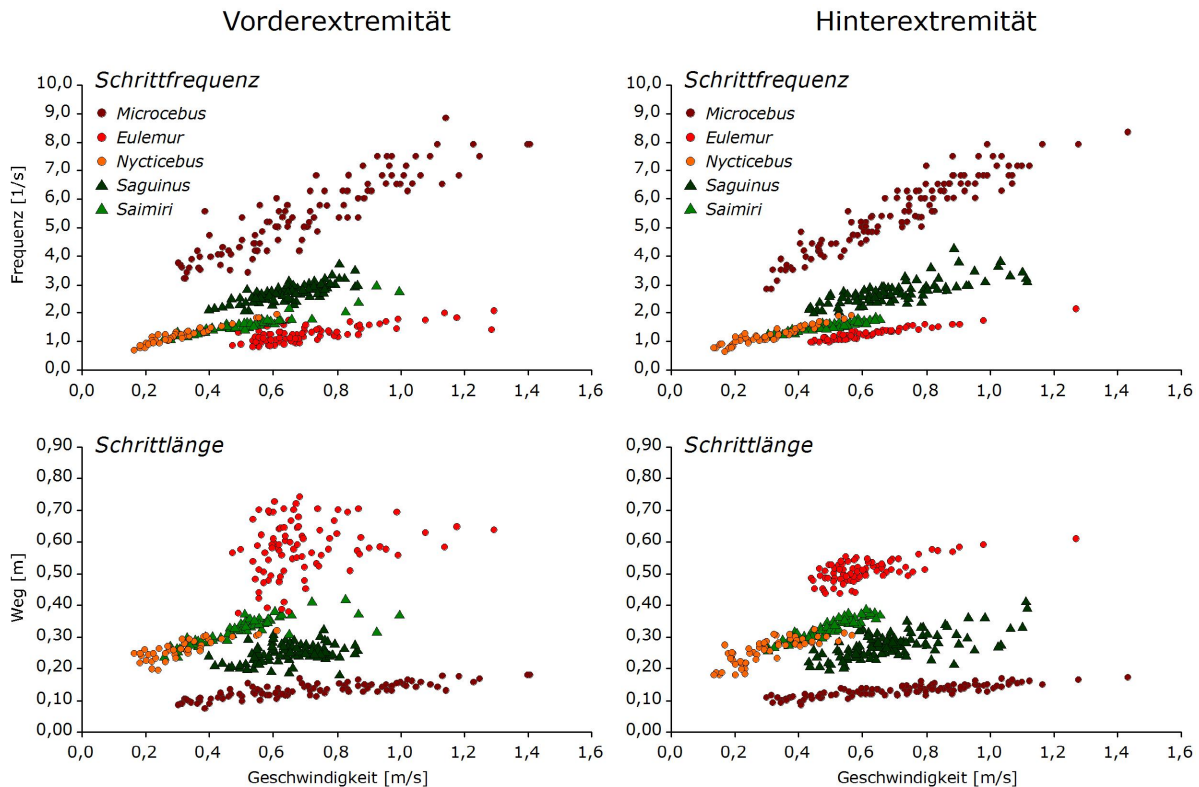 Vorderextremität
Hinterextremität
Schrittfrequenz
10,0
9,0
8,0
7,0
6,0
5,0
4,0
3,0
2,0
1,0
0,0
Frequenz [1/s]
Microcebus
Eulemur
Nycticebus
Saguinus
Saimiri
0,0 0,2 0,4 0,6 0,8 1,0 1,2 1,4 1,6
Schrittfrequenz
10,0
9,0
8,0
7,0
6,0
5,0
4,0
3,0
2,0
1,0
0,0
Microcebus
Eulemur
Nycticebus
Saguinus
Saimiri
0,0 0,2 0,4 0,6 0,8 1,0 1,2 1,4 1,6
Schrittlänge
0,90
0,80
0,70
0,60
0,50
0,40
0,30
0,20
0,10
0,00
Weg [m]
0,0 0,2 0,4 0,6 0,8 1,0 1,2 1,4 1,6
Geschwindigkeit [m/s]
Schrittlänge
0,90
0,80
0,70
0,60
0,50
0,40
0,30
0,20
0,10
0,00
0,0 0,2 0,4 0,6 0,8 1,0 1,2 1,4 1,6
Geschwindigkeit [m/s]